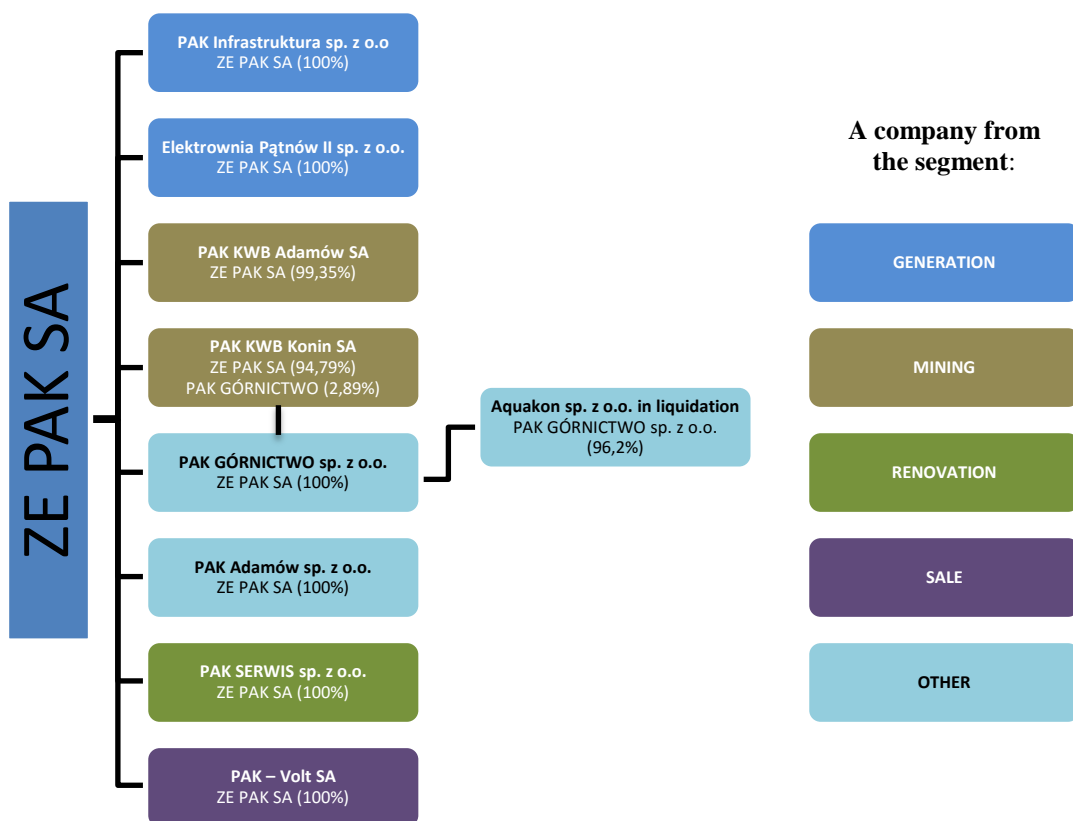 ZE PAK SA
PAK Infrastruktura sp. z o.o
ZE PAK SA (100%)
Elektrownia Pątnów II sp. z o.o.
ZE PAK SA (100%)
PAK KWB Adamów SA
ZE PAK SA (99,35%)
PAK KWB Konin SA
ZE PAK SA (94,79%)
PAK GÓRNICTWO (2,89%)
PAK GÓRNICTWO sp. z o.o.
ZE PAK SA (100%)
Aquakon sp. z o.o. in liquidation
PAK GÓRNICTWO sp. z o.o.
(96,2%)
PAK Adamów sp. z o.o.
ZE PAK SA (100%)
PAK SERWIS sp. z o.o.
ZE PAK SA (100%)
PAK – Volt SA
ZE PAK SA (100%)
A company from
the segment:
GENERATION
MINING
RENOVATION
SALE
OTHER